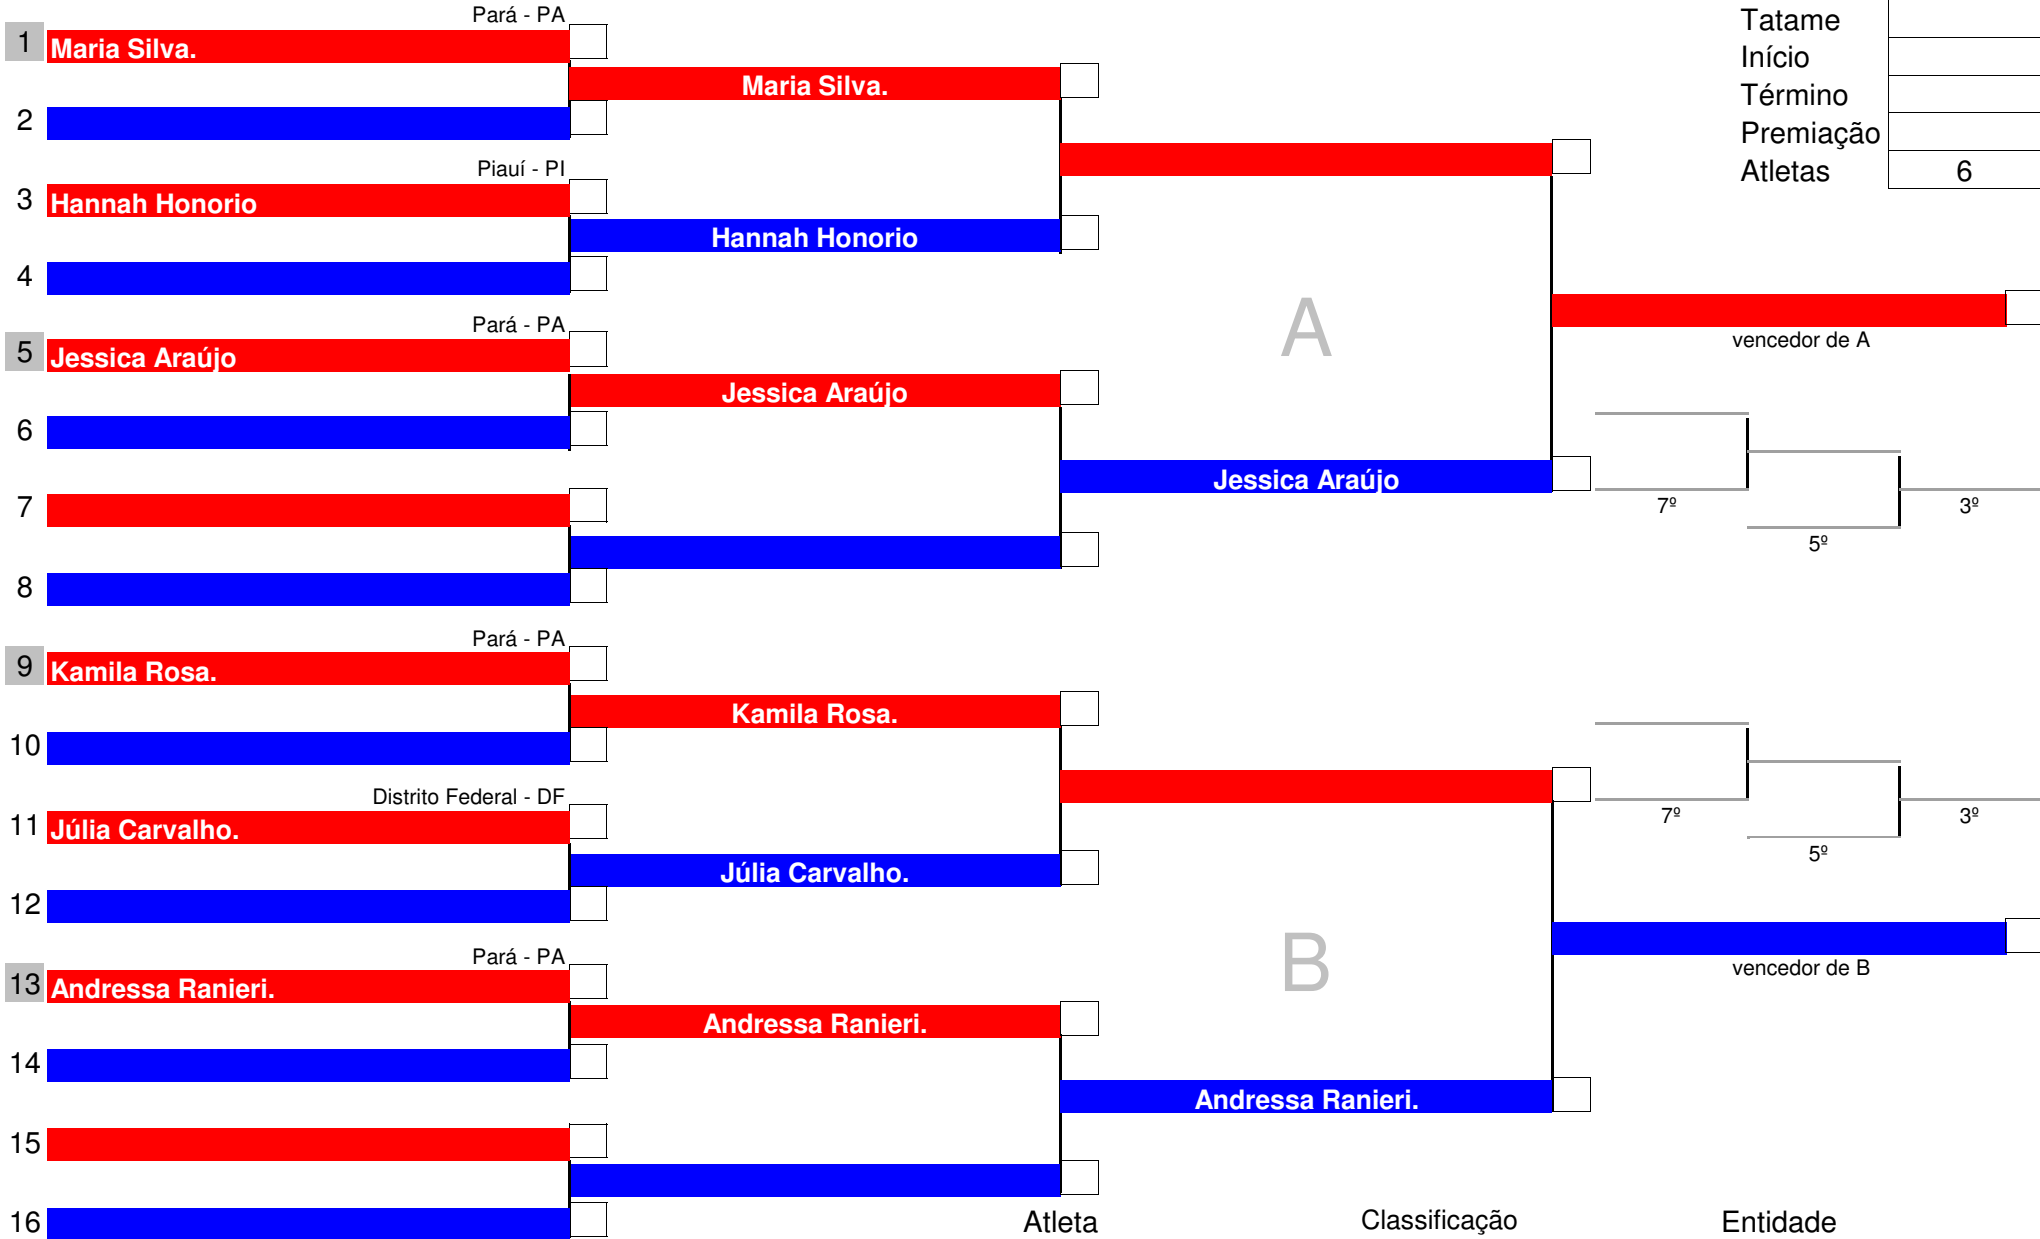 Pará - PA
1 Maria Silva.
Maria Silva.
2
Piauí - PI
3 Hannah Honorio
Hannah Honorio
4
Pará - PA
5 Jessica Araújo
Jessica Araújo
6
7
8
Jessica Araújo
A
Pará - PA
9 Kamila Rosa.
Kamila Rosa.
10
Distrito Federal - DF
11 Júlia Carvalho.
Júlia Carvalho.
12
Pará - PA
13 Andressa Ranieri.
Andressa Ranieri.
14
15
16
Andressa Ranieri.
B
Tatame
Início
Término
Premiação
Atletas 6
vencedor de A
7º
5º
3º
7º
5º
3º
vencedor de B
Atleta Classificação Entidade